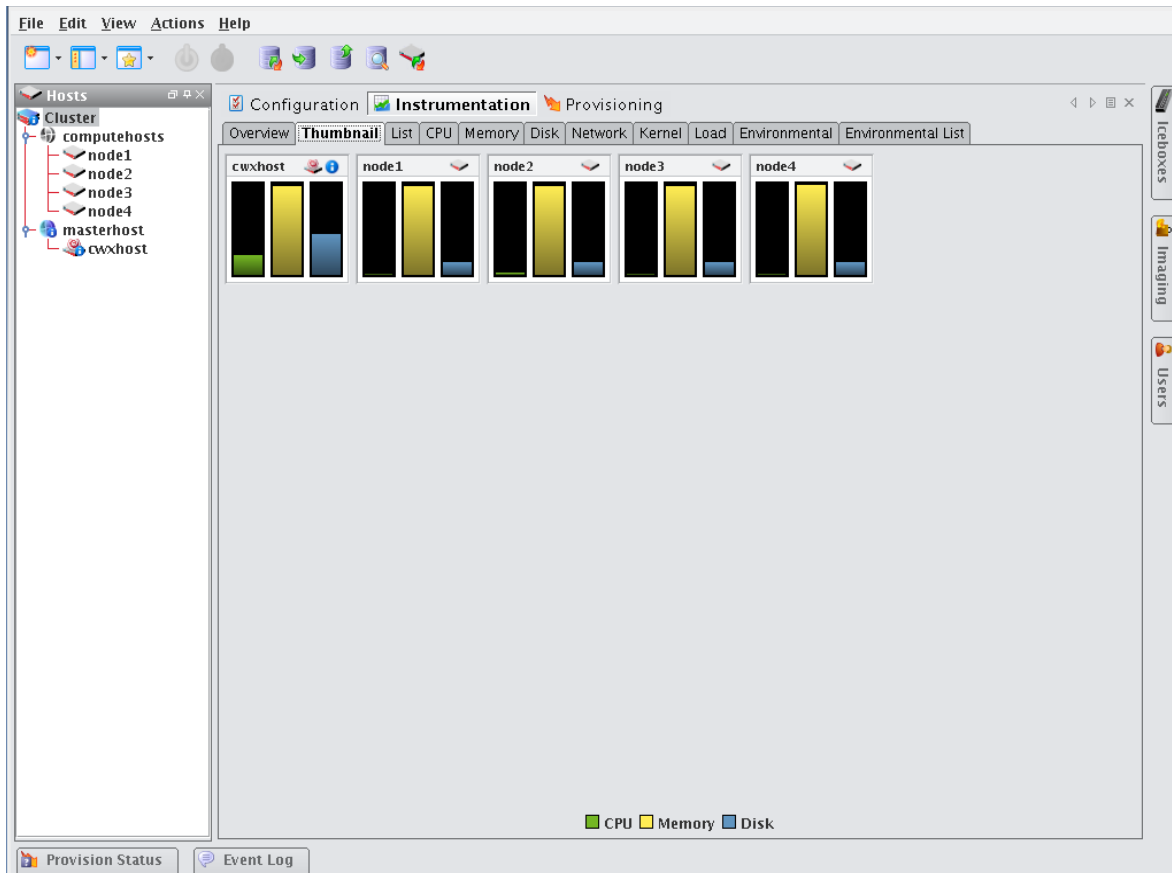 File Edit View Actions Help
Hosts
Cluster
computehosts
node1
node2
node3
node4
masterhost
cwxhost
Configuration Instrumentation Provisioning
Overview Thumbnail List CPU Memory Disk Network Kernel Load Environmental Environmental List
cwxhost node1 node2 node3 node4
CPU Memory Disk
Iceboxes
Imaging
Users
Provision Status Event Log